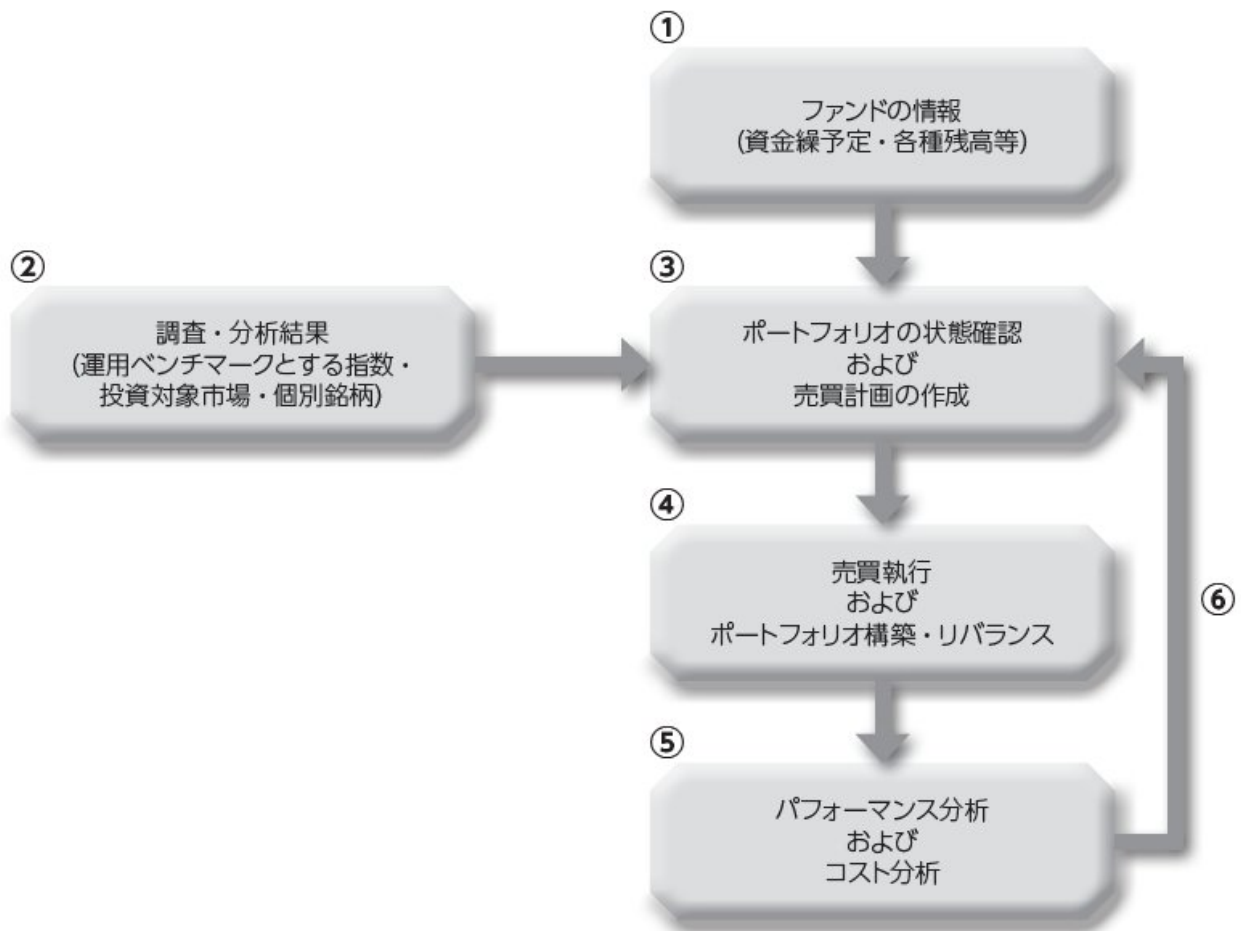 ①
ファンドの情報
(資金繰予定・各種残高等)
②
調査・分析結果
(運用ベンチマークとする指数・
投資対象市場・個別銘柄)
③
ポートフォリオの状態確認
および
売買計画の作成
④
売買執行
および
ポートフォリオ構築・リバランス
⑤
パフォーマンス分析
および
コスト分析
⑥